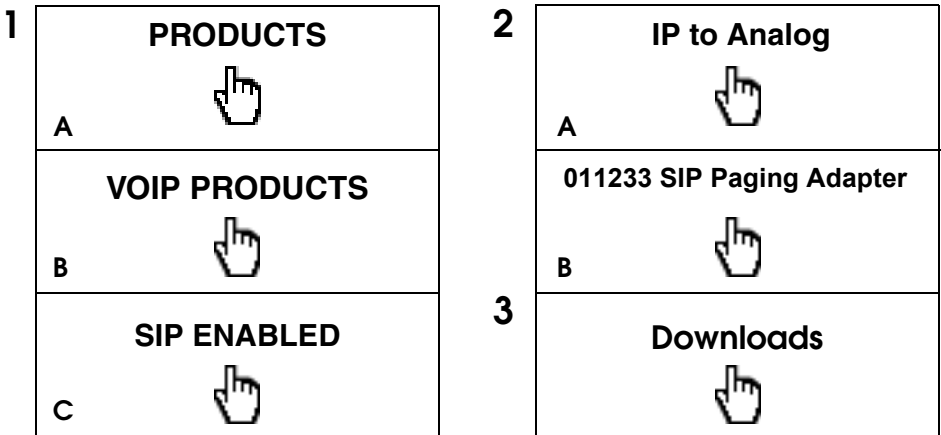 1
PRODUCTS
A
VOIP PRODUCTS
B
SIP ENABLED
C
2
IP to Analog
A
011233 SIP Paging Adapter
B
3
Downloads